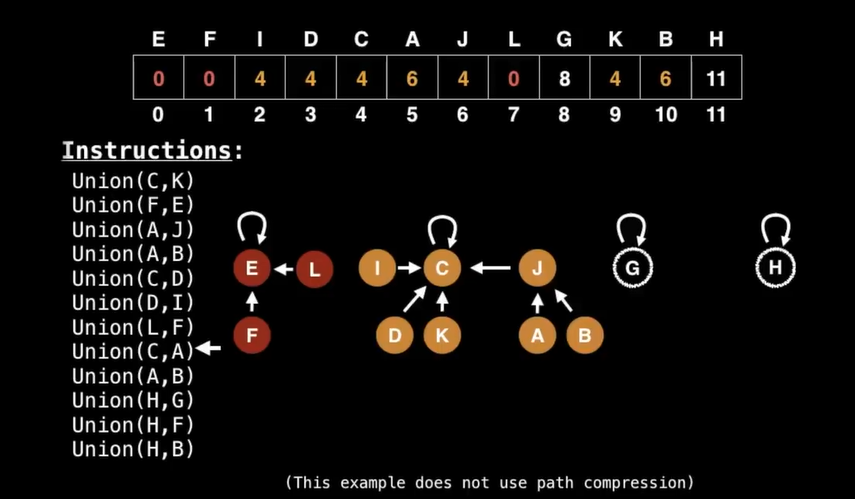 E F I D C A J L G K B H
0 0 4 4 4 6 4 0 8 4 6 11
0 1 2 3 4 5 6 7 8 9 10 11
Instructions:
Union(C,K)
Union(F,E)
Union(A,J)
Union(A,B)
Union(C,D)
Union(D,I)
Union(L,F)
Union(C,A)
Union(A,B)
Union(H,G)
Union(H,F)
Union(H,B)
E L I C J G H
F D K A B
(This example does not use path compression)